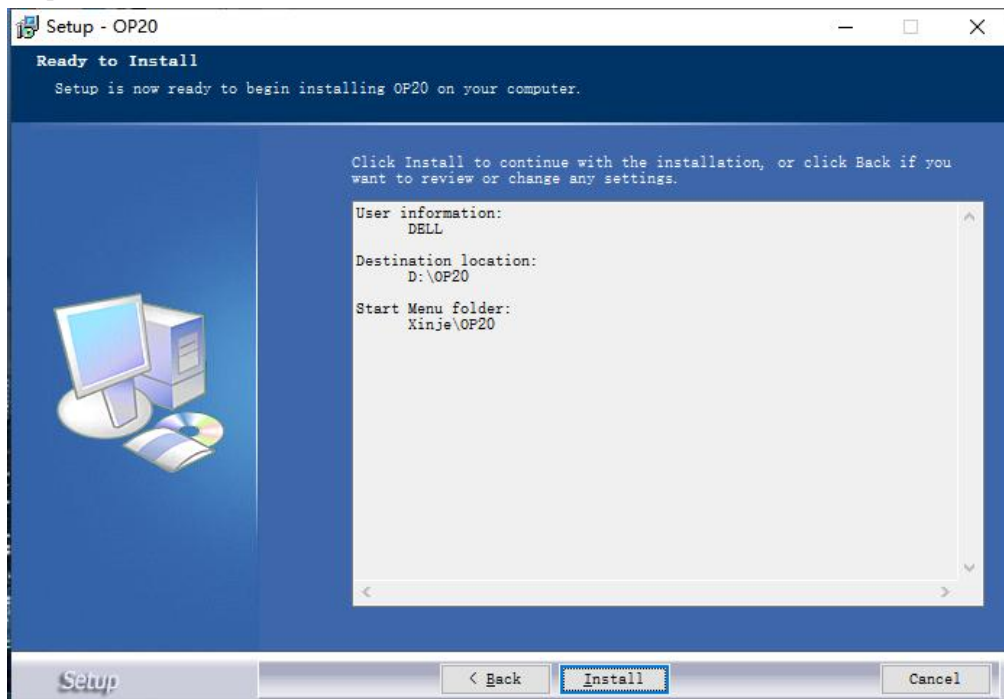 Setup - OP20
Ready to Install
Setup is now ready to begin installing OP20 on your computer.
Click Install to continue with the installation, or click Back if you
want to review or change any settings.
User information:
DELL
Destination location:
D:\OP20
Start Menu folder:
Xinje\OP20
Setup
< Back
Install
Cancel